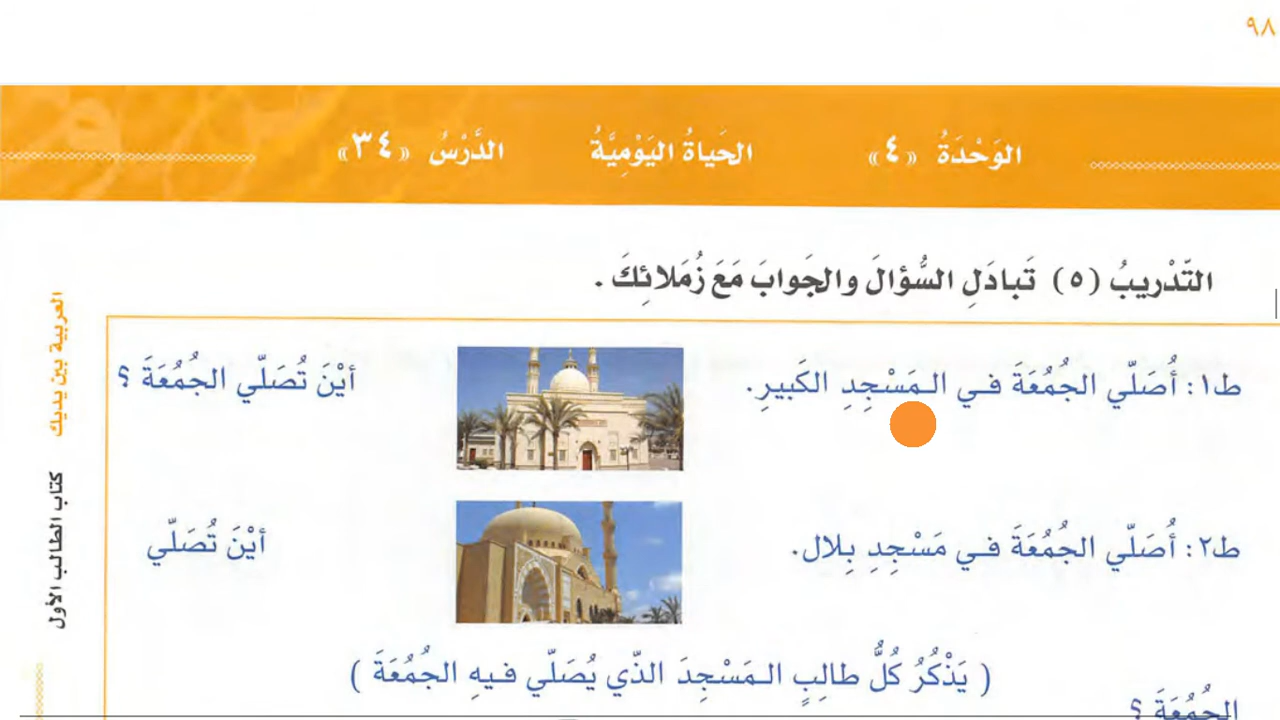 ٩٨
الوَحْدَةُ «٤» الحَياةُ اليَوْمِيَّةُ الدَّرْسُ «٣٤»
التَّدْريبُ (٥) تَبادَلِ السُّؤالَ والجَوابَ مَعَ زُمَلائِكَ .
ط١: أُصَلّي الجُمُعَةَ في المَسْجِدِ الكَبيرِ. أَيْنَ تُصَلّي الجُمُعَةَ ؟
ط٢: أُصَلّي الجُمُعَةَ في مَسْجِدِ بِلال. أَيْنَ تُصَلّي
الجُمُعَةَ ؟
( يَذْكُرُ كُلُّ طالِبٍ المَسْجِدَ الذّي يُصَلّي فيهِ الجُمُعَةَ )
العربية بين يديك
كتاب الطالب الأول